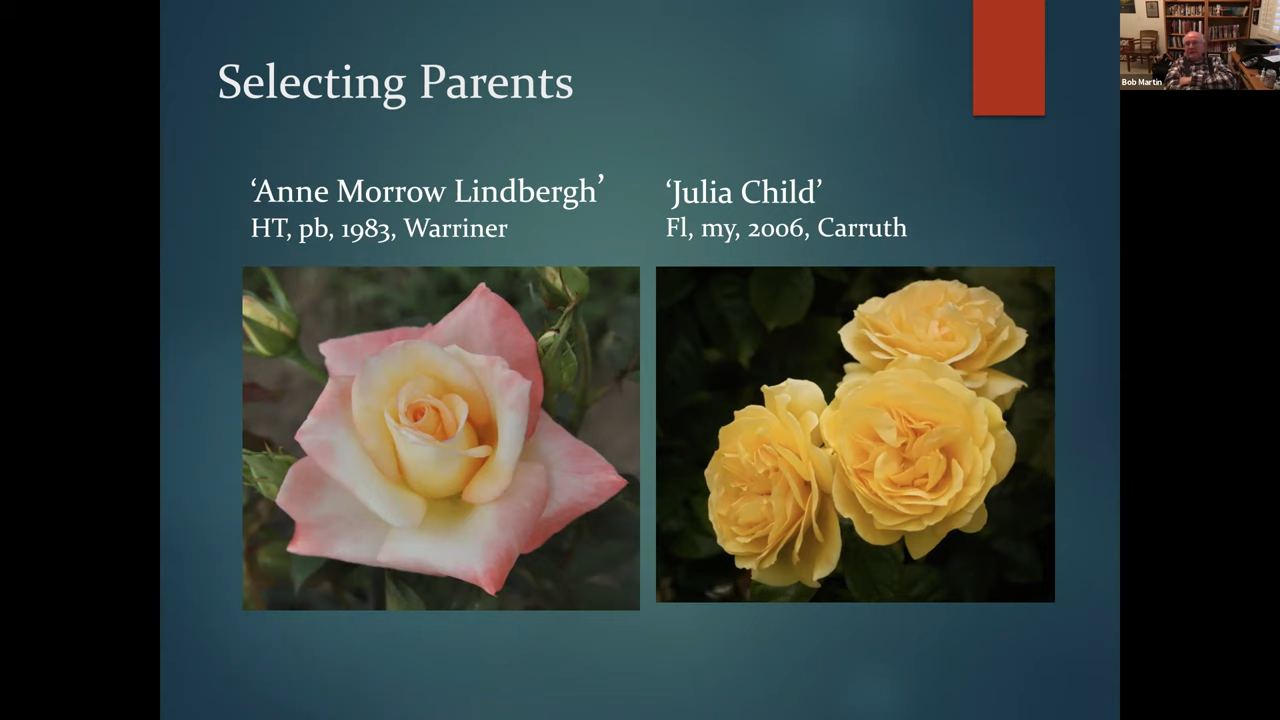 Selecting Parents
‘Anne Morrow Lindbergh’
HT, pb, 1983, Warriner
‘Julia Child’
Fl, my, 2006, Carruth
Bob Martin